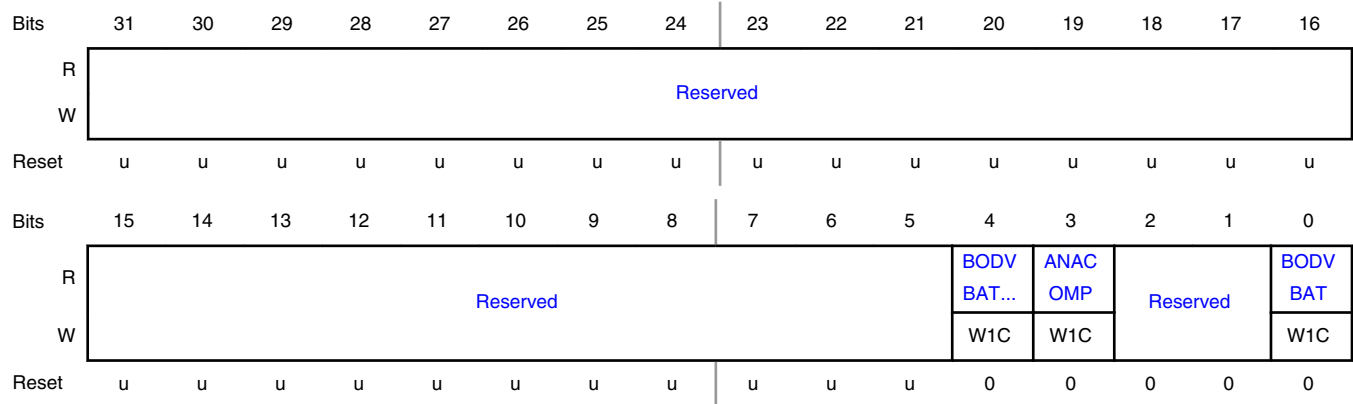 Bits 31 30 29 28 27 26 25 24 23 22 21 20 19 18 17 16
R
Reserved
W
Reset u u u u u u u u u u u u u u u u
Bits 15 14 13 12 11 10 9 8 7 6 5 4 3 2 1 0
R Reserved BODV BAT... ANAC OMP Reserved BODV BAT
W W1C W1C W1C
Reset u u u u u u u u u u u 0 0 0 0 0